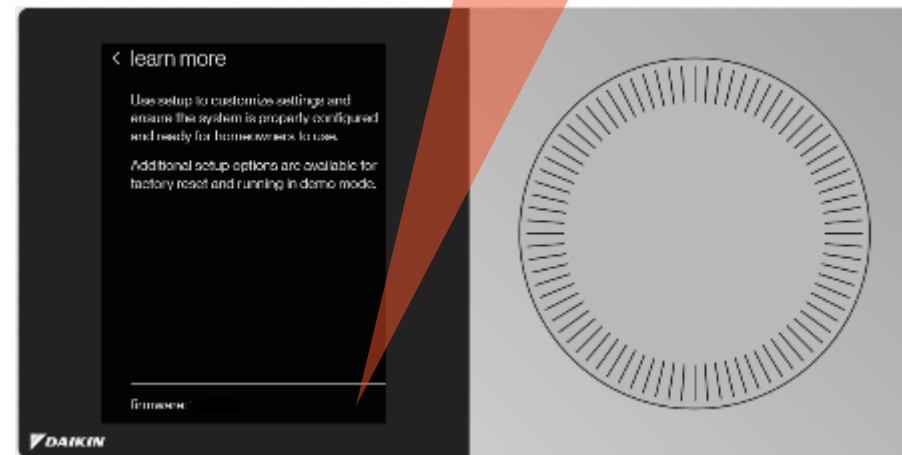 < learn more
Use setup to customize settings and
ensure the system is properly configured
and ready for homeowners to use.
Additional setup options are available for
factory reset and running in demo mode.
firmware:
DAIKIN